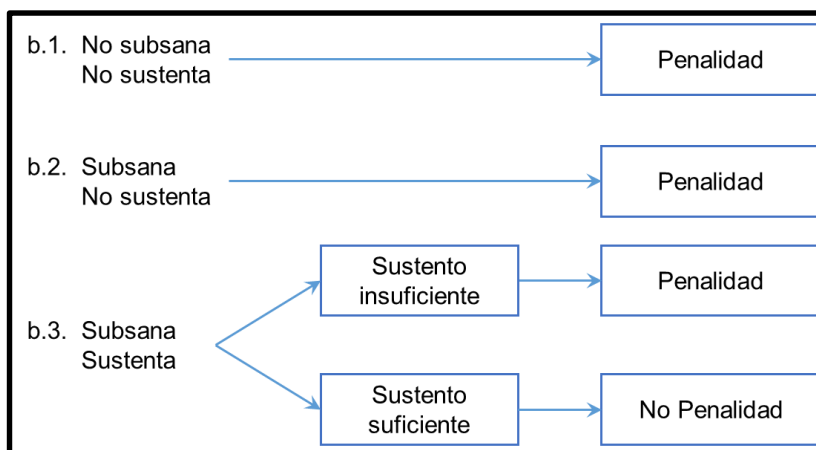 b.1. No subsana
No sustenta
Penalidad
b.2. Subsana
No sustenta
Penalidad
b.3. Subsana
Sustenta
Sustento
insuficiente
Penalidad
Sustento
suficiente
No Penalidad